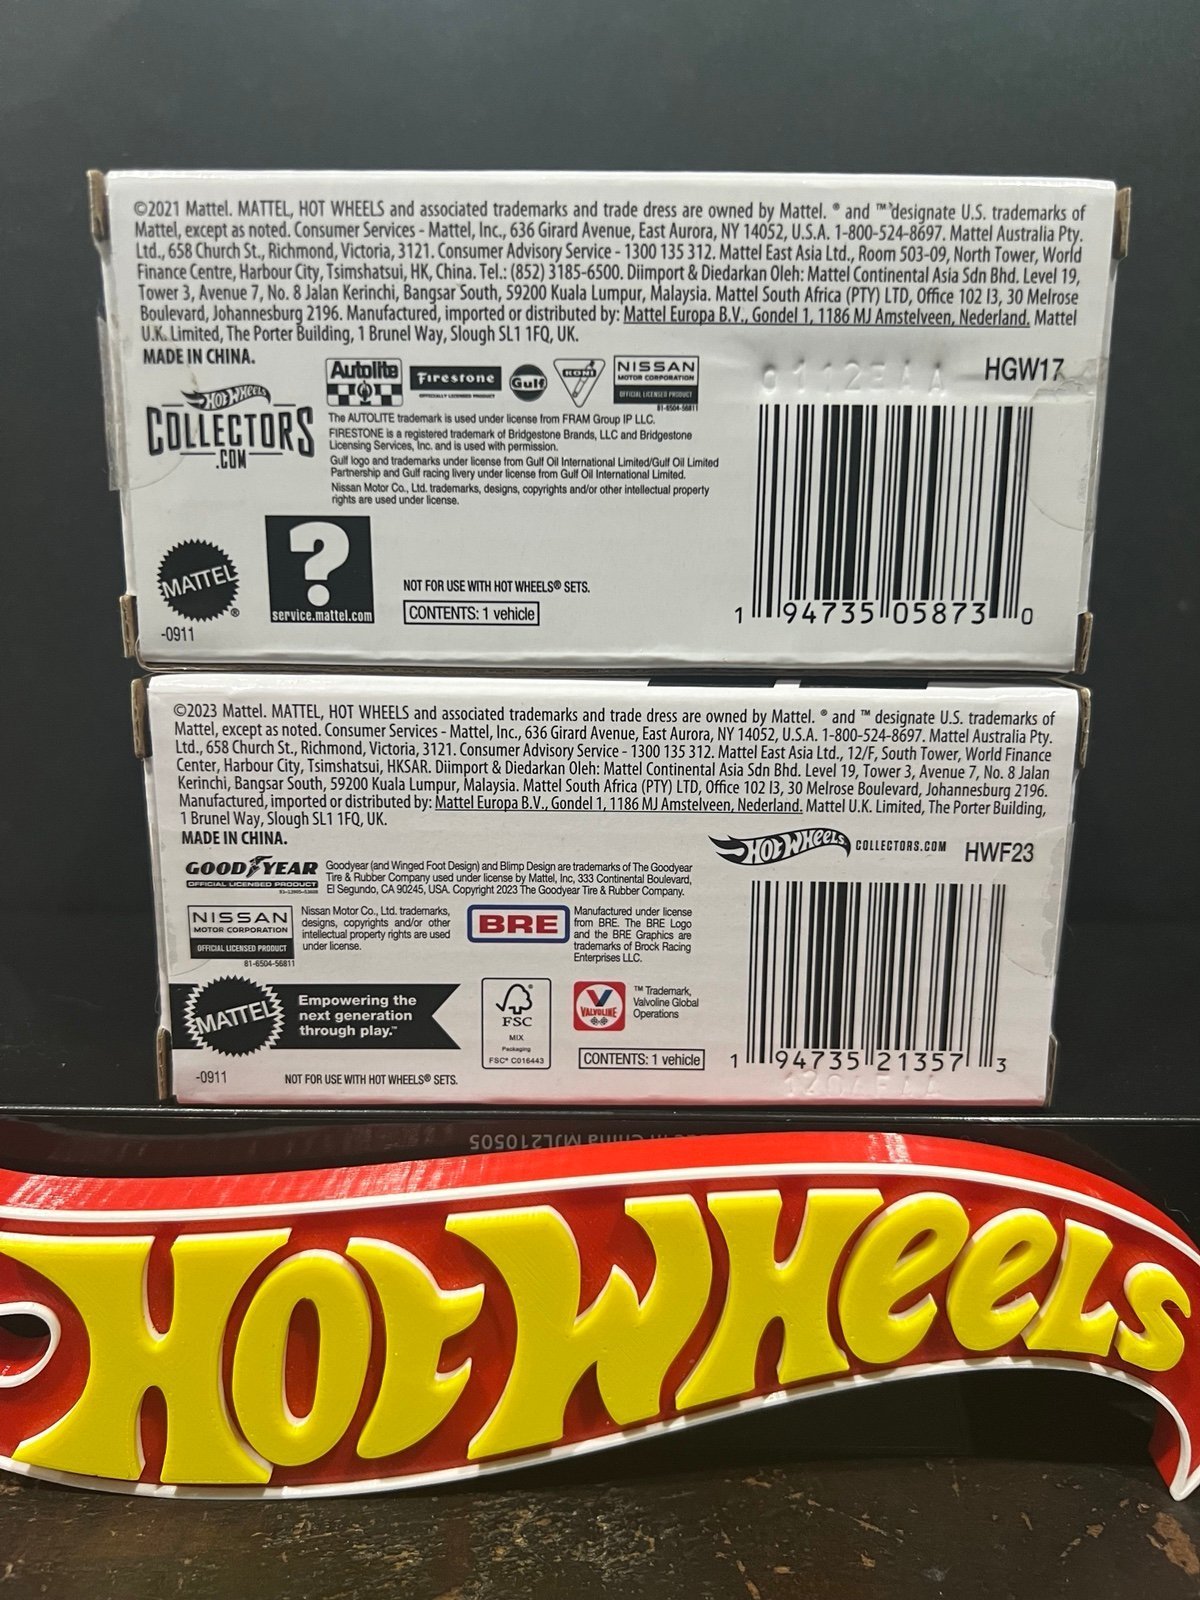 ©2021 Mattel. MATTEL, HOT WHEELS and associated trademarks and trade dress are owned by Mattel. ® and ™ designate U.S. trademarks of
Mattel, except as noted. Consumer Services - Mattel, Inc., 636 Girard Avenue, East Aurora, NY 14052, U.S.A. 1-800-524-8697. Mattel Australia Pty.
Ltd., 658 Church St., Richmond, Victoria, 3121. Consumer Advisory Service - 1300 135 312. Mattel East Asia Ltd., Room 503-09, North Tower, World
Finance Centre, Harbour City, Tsimshatsui, HK, China. Tel.: (852) 3185-6500. Diimport & Diedarkan Oleh: Mattel Continental Asia Sdn Bhd. Level 19,
Tower 3, Avenue 7, No. 8 Jalan Kerinchi, Bangsar South, 59200 Kuala Lumpur, Malaysia. Mattel South Africa (PTY) LTD, Office 102 I3, 30 Melrose
Boulevard, Johannesburg 2196. Manufactured, imported or distributed by: Mattel Europa B.V., Gondel 1, 1186 MJ Amstelveen, Nederland. Mattel
U.K. Limited, The Porter Building, 1 Brunel Way, Slough SL1 1FQ, UK.
MADE IN CHINA.
HOT WHEELS
COLLECTORS
.COM
Autolite
Firestone
OFFICIALLY LICENSED PRODUCT
Gulf
KONI
NISSAN
MOTOR CORPORATION
OFFICIAL LICENSED PRODUCT
81-6504-56811
HGW17
The AUTOLITE trademark is used under license from FRAM Group IP LLC.
FIRESTONE is a registered trademark of Bridgestone Brands, LLC and Bridgestone
Licensing Services, Inc. and is used with permission.
Gulf logo and trademarks under license from Gulf Oil International Limited/Gulf Oil Limited
Partnership and Gulf racing livery under license from Gulf Oil International Limited.
Nissan Motor Co., Ltd. trademarks, designs, copyrights and/or other intellectual property
rights are used under license.
MATTEL
®
-0911
?
service.mattel.com
NOT FOR USE WITH HOT WHEELS® SETS.
CONTENTS: 1 vehicle
1 94735 05873 0
©2023 Mattel. MATTEL, HOT WHEELS and associated trademarks and trade dress are owned by Mattel. ® and ™ designate U.S. trademarks of
Mattel, except as noted. Consumer Services - Mattel, Inc., 636 Girard Avenue, East Aurora, NY 14052, U.S.A. 1-800-524-8697. Mattel Australia Pty.
Ltd., 658 Church St., Richmond, Victoria, 3121. Consumer Advisory Service - 1300 135 312. Mattel East Asia Ltd., 12/F, South Tower, World Finance
Center, Harbour City, Tsimshatsui, HKSAR. Diimport & Diedarkan Oleh: Mattel Continental Asia Sdn Bhd. Level 19, Tower 3, Avenue 7, No. 8 Jalan
Kerinchi, Bangsar South, 59200 Kuala Lumpur, Malaysia. Mattel South Africa (PTY) LTD, Office 102 I3, 30 Melrose Boulevard, Johannesburg 2196.
Manufactured, imported or distributed by: Mattel Europa B.V., Gondel 1, 1186 MJ Amstelveen, Nederland. Mattel U.K. Limited, The Porter Building,
1 Brunel Way, Slough SL1 1FQ, UK.
MADE IN CHINA.
HOT WHEELS COLLECTORS.COM
HWF23
GOODYEAR
OFFICIAL LICENSED PRODUCT
Goodyear (and Winged Foot Design) and Blimp Design are trademarks of The Goodyear
Tire & Rubber Company used under license by Mattel, Inc, 333 Continental Boulevard,
El Segundo, CA 90245, USA. Copyright 2023 The Goodyear Tire & Rubber Company.
NISSAN
MOTOR CORPORATION
OFFICIAL LICENSED PRODUCT
81-6504-56811
Nissan Motor Co., Ltd. trademarks,
designs, copyrights and/or other
intellectual property rights are used
under license.
BRE
Manufactured under license
from BRE. The BRE Logo
and the BRE Graphics are
trademarks of Brock Racing
Enterprises LLC.
MATTEL
Empowering the
next generation
through play.™
FSC
MIX
Packaging
FSC® C016443
VALVOLINE
™ Trademark,
Valvoline Global
Operations
CONTENTS: 1 vehicle
1 94735 21357 3
-0911
NOT FOR USE WITH HOT WHEELS® SETS.
China MJL210505
HOT WHEELS